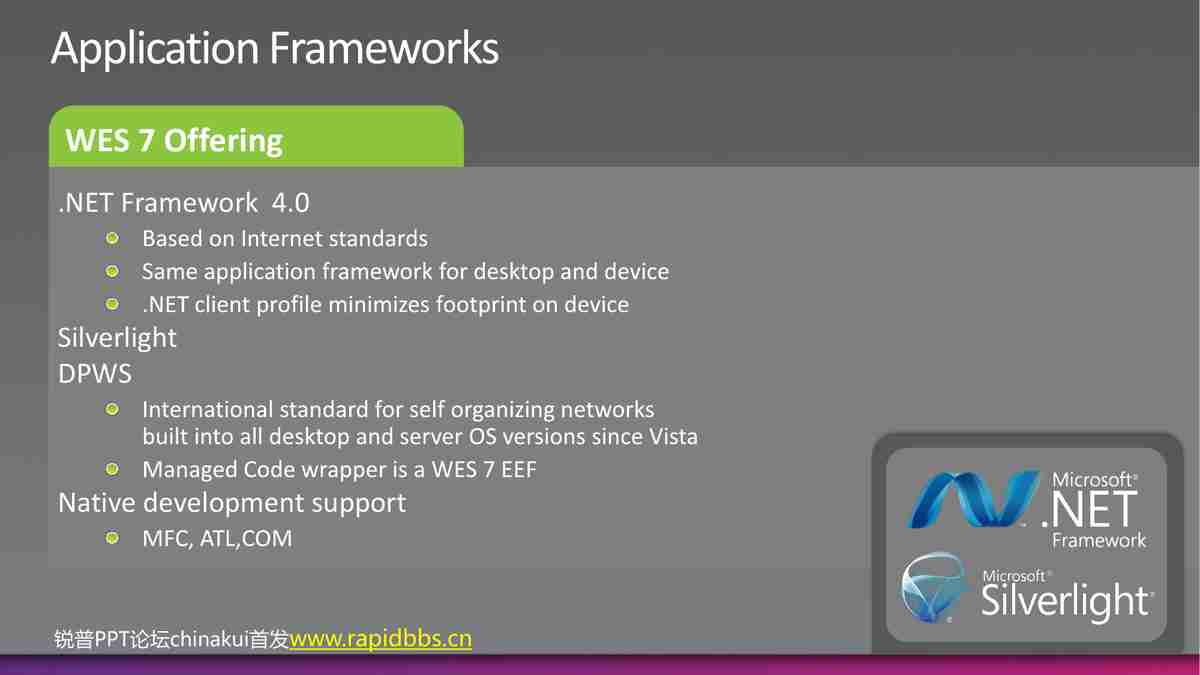 Application Frameworks
WES 7 Offering
.NET Framework 4.0
Based on Internet standards
Same application framework for desktop and device
.NET client profile minimizes footprint on device
Silverlight
DPWS
International standard for self organizing networks
built into all desktop and server OS versions since Vista
Managed Code wrapper is a WES 7 EEF
Native development support
MFC, ATL,COM
Microsoft®
.NET™
Framework
Microsoft®
Silverlight®
锐普PPT论坛chinakui首发www.rapidbbs.cn